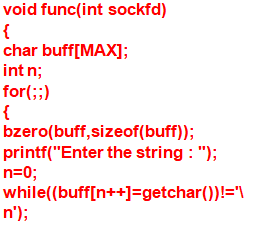 void func(int sockfd)
{
char buff[MAX];
int n;
for(;;)
{
bzero(buff,sizeof(buff));
printf("Enter the string : ");
n=0;
while((buff[n++]=getchar())!='\
n');